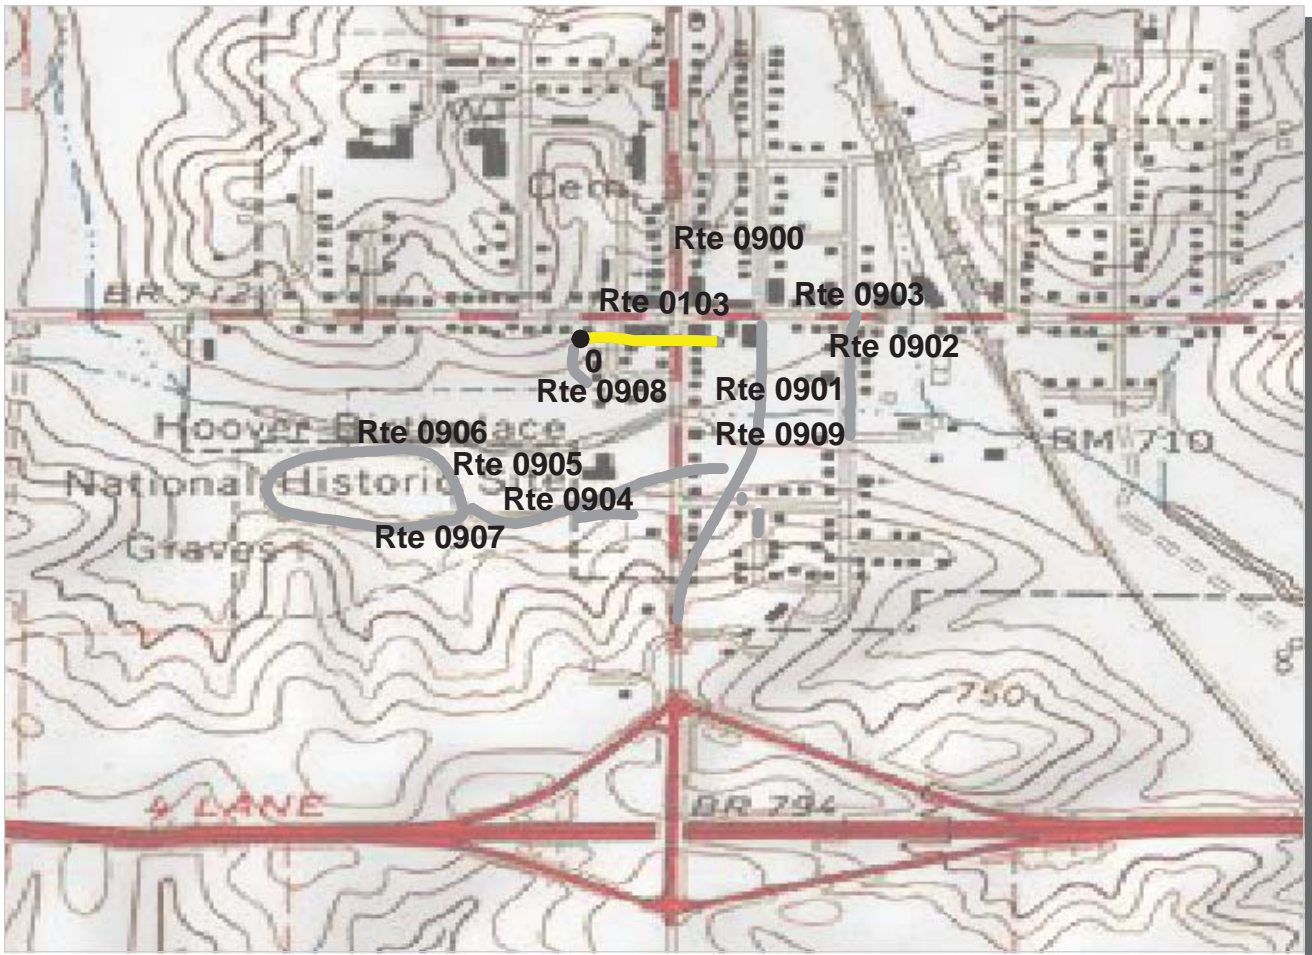 Cem
Rte 0900
BR 712
Rte 0103
Rte 0903
Rte 0902
0
Rte 0908
Rte 0901
Hoover Birthplace
Rte 0906
Rte 0909
BM 710
Rte 0905
National Historic Site
Rte 0904
Rte 0907
Graves
750
4 LANE
BR 794